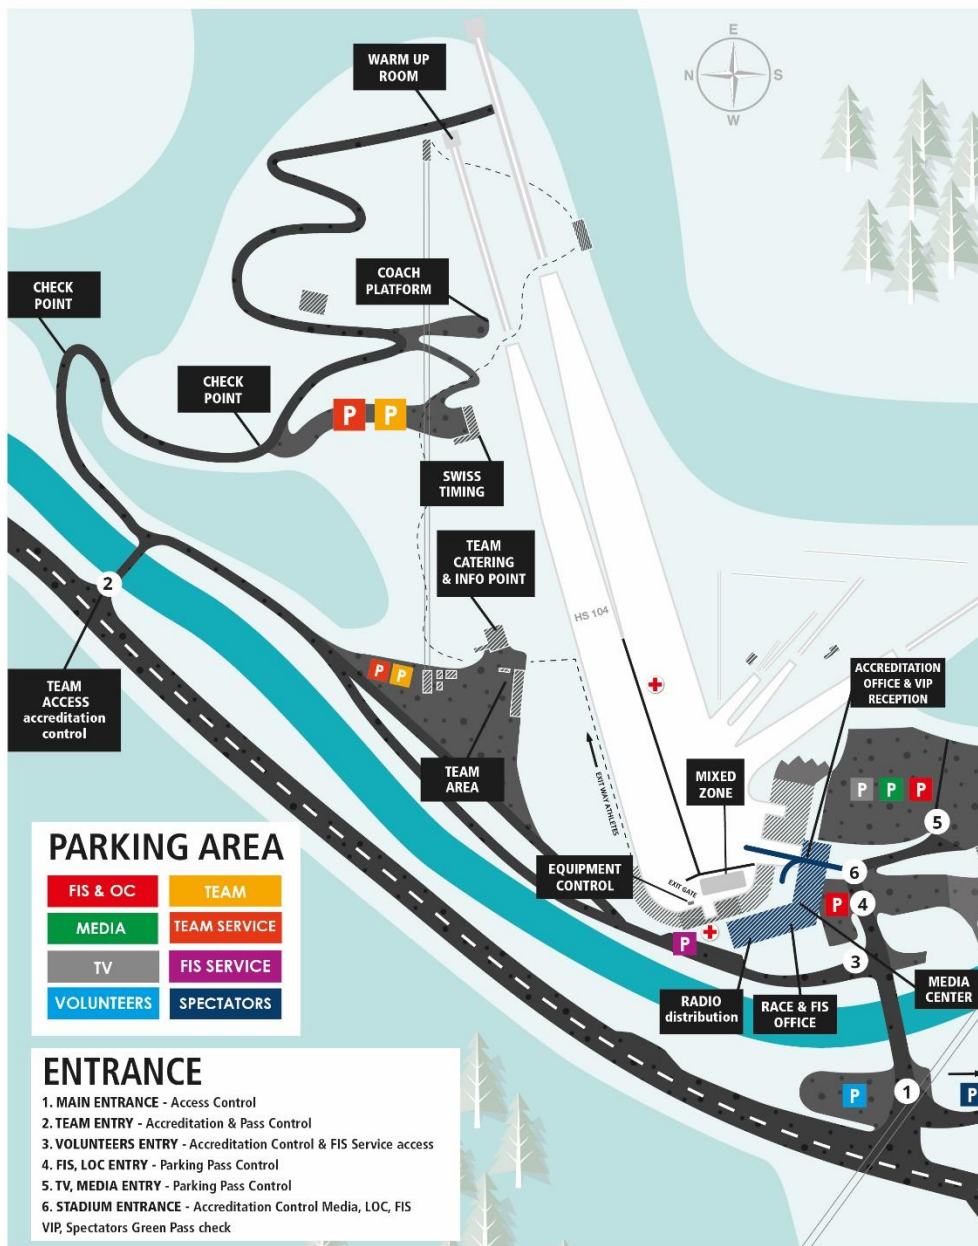 E
N
S
W
WARM UP
ROOM
COACH
PLATFORM
CHECK
POINT
CHECK
POINT
P
P
SWISS
TIMING
TEAM
CATERING
& INFO POINT
2
HS 104
TEAM
ACCESS
accreditation
control
P
P
ACCREDITATION
OFFICE & VIP
RECEPTION
TEAM
AREA
EXIT WAY ATHLETES
MIXED
ZONE
P
P
P
5
EQUIPMENT
CONTROL
EXIT GATE
6
P
4
P
3
RADIO
distribution
RACE & FIS
OFFICE
MEDIA
CENTER
P
1
P
PARKING AREA
FIS & OC
TEAM
MEDIA
TEAM SERVICE
TV
FIS SERVICE
VOLUNTEERS
SPECTATORS
ENTRANCE
1. MAIN ENTRANCE - Access Control
2. TEAM ENTRY - Accreditation & Pass Control
3. VOLUNTEERS ENTRY - Accreditation Control & FIS Service access
4. FIS, LOC ENTRY - Parking Pass Control
5. TV, MEDIA ENTRY - Parking Pass Control
6. STADIUM ENTRANCE - Accreditation Control Media, LOC, FIS
VIP, Spectators Green Pass check